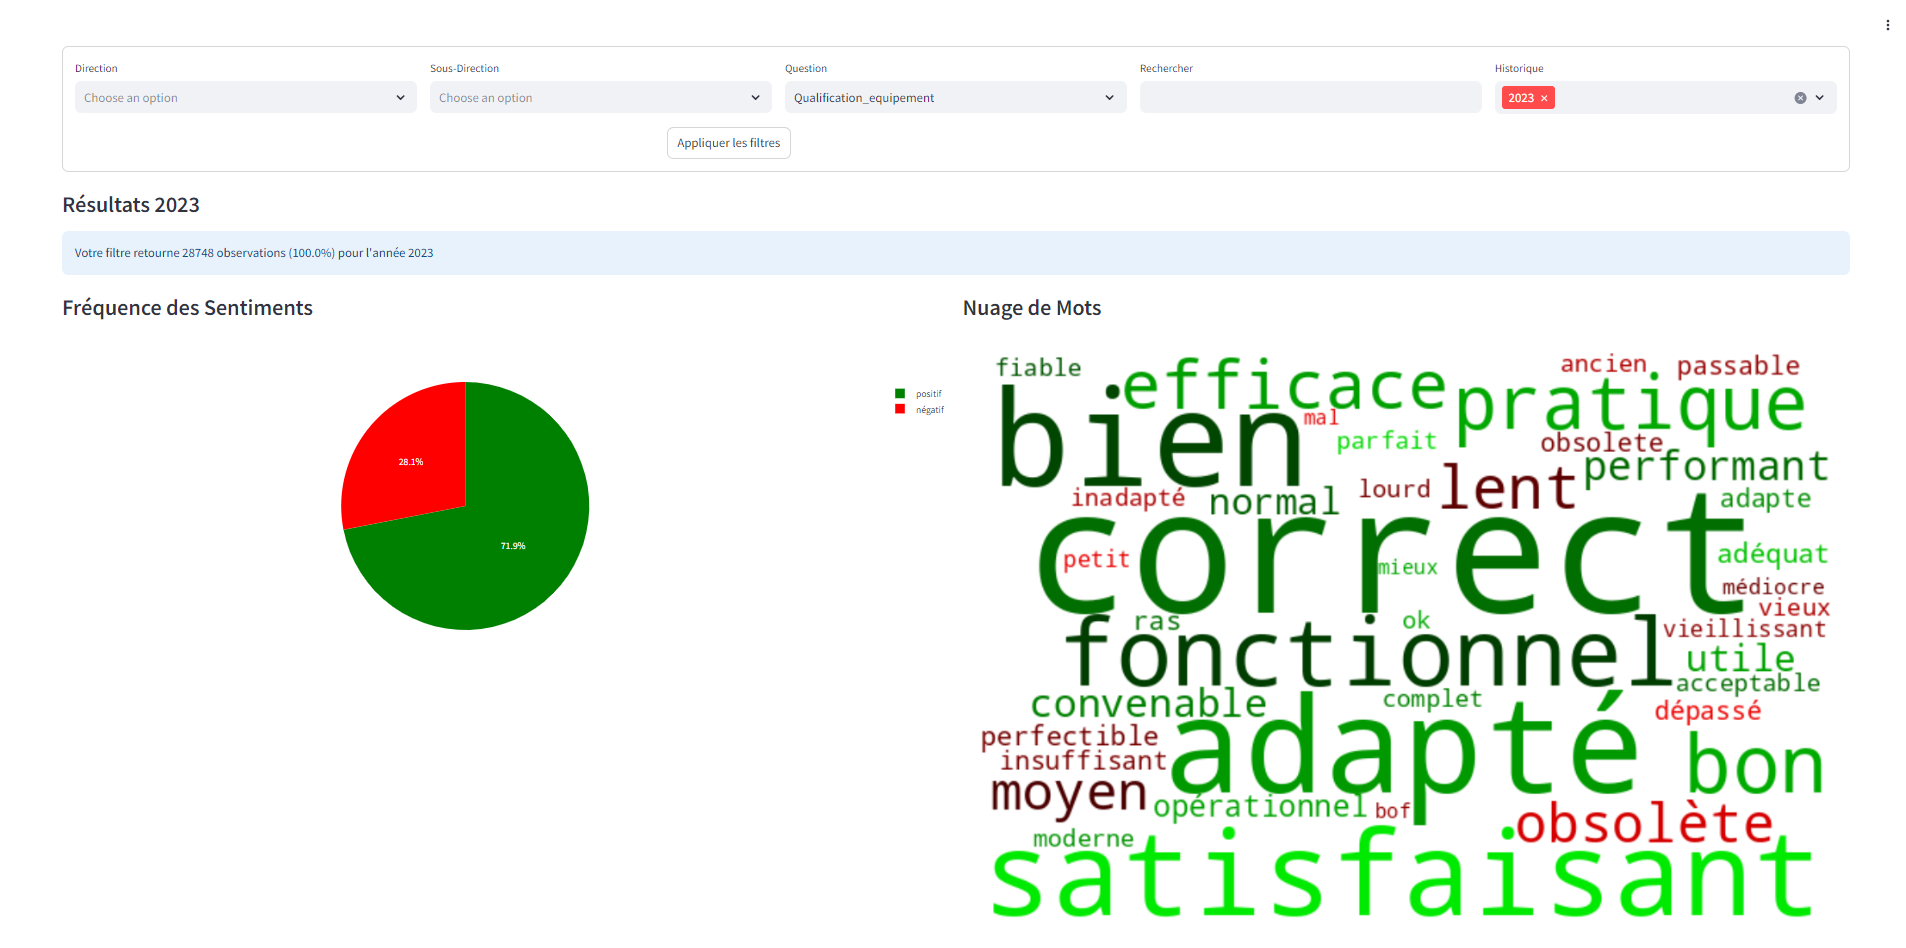 Direction
Sous-Direction
Question
Rechercher
Historique
Choose an option
Choose an option
Qualification_equipement
2023 ×
Appliquer les filtres
Résultats 2023
Votre filtre retourne 28748 observations (100.0%) pour l'année 2023
Fréquence des Sentiments
positif
négatif
28.1%
71.9%
Nuage de Mots
fiable
efficace
ancien
passable
bien
pratique
mal
parfait
obsolete
performant
inadapté
normal
lourd
lent
adapte
correct
petit
mieux
adéquat
médiocre
vieux
ras
ok
vieillissant
fonctionnel
utile
acceptable
convenable
complet
dépassé
perfectible
adapté
insuffisant
bon
moyen
opérationnel
bof
obsolète
moderne
satisfaisant